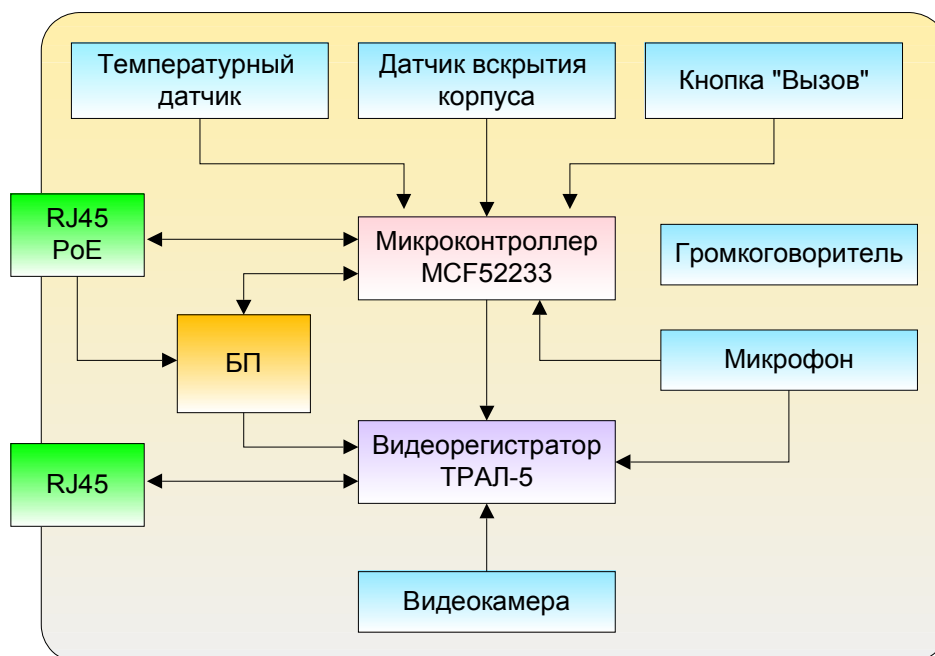 Температурный
датчик
Датчик вскрытия
корпуса
Кнопка "Вызов"
RJ45
PoE
Микроконтроллер
MCF52233
Громкоговоритель
БП
Микрофон
RJ45
Видеорегистратор
ТРАЛ-5
Видеокамера